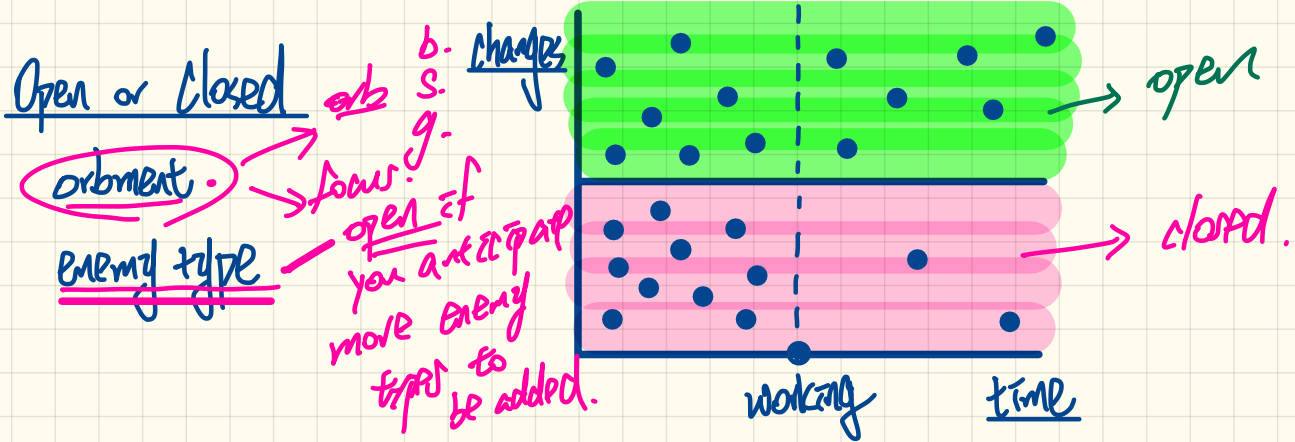 Open or Closed
orbment.
enemy type
orb
focus.
b.
s.
g.
open if
you anticipate
more enemy
types to
be added.
changes
open
closed.
working
time